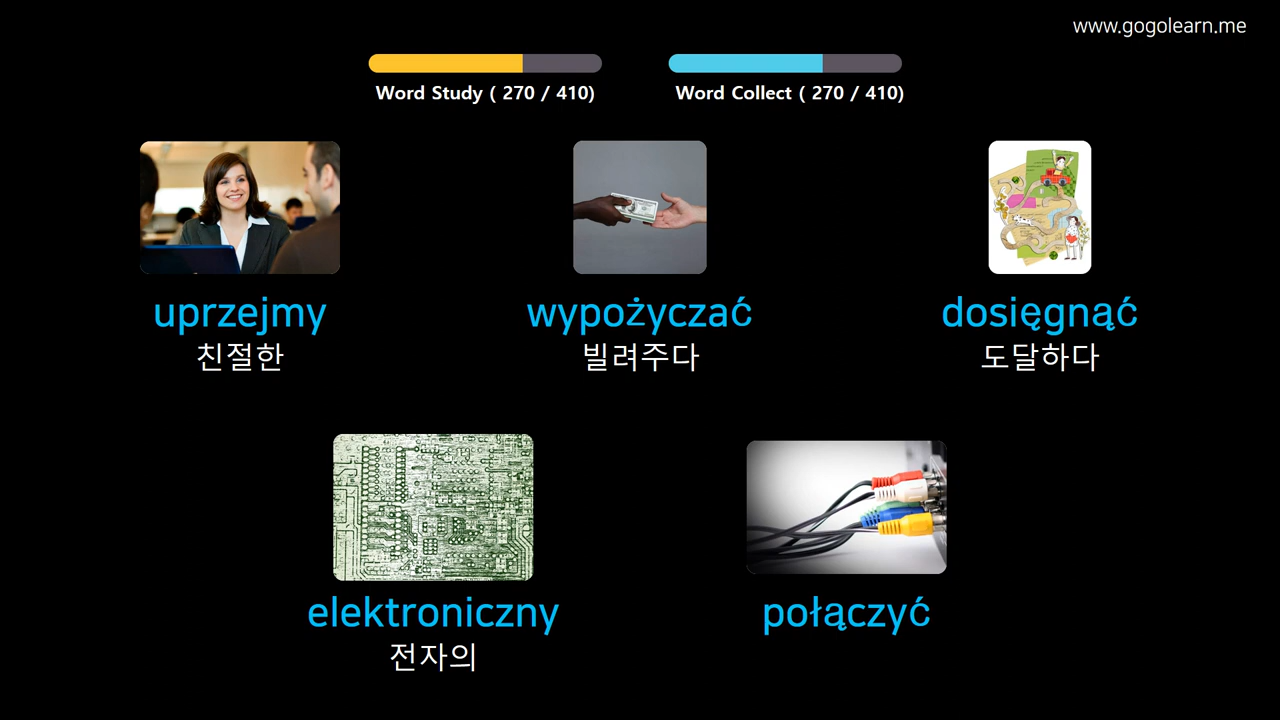 www.gogolearn.me
Word Study ( 270 / 410)
Word Collect ( 270 / 410)
uprzejmy
친절한
wypożyczać
빌려주다
dosięgnąć
도달하다
elektroniczny
전자의
połączyć